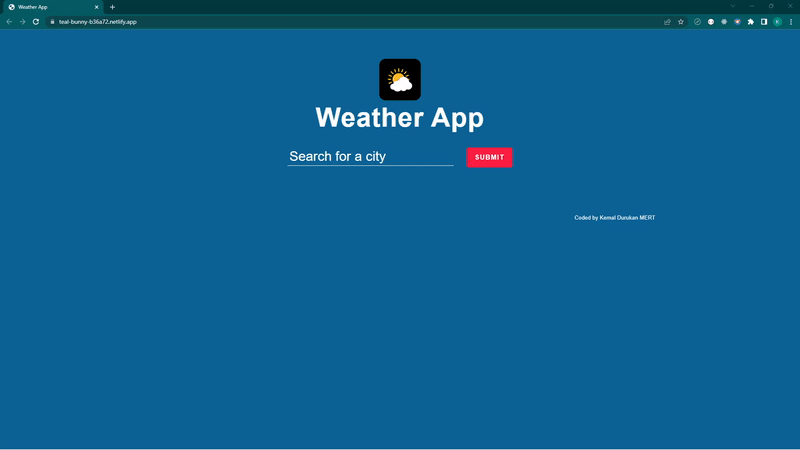 Weather App
teal-bunny-b36a72.netlify.app
Weather App
Search for a city
SUBMIT
Coded by Kemal Durukan MERT